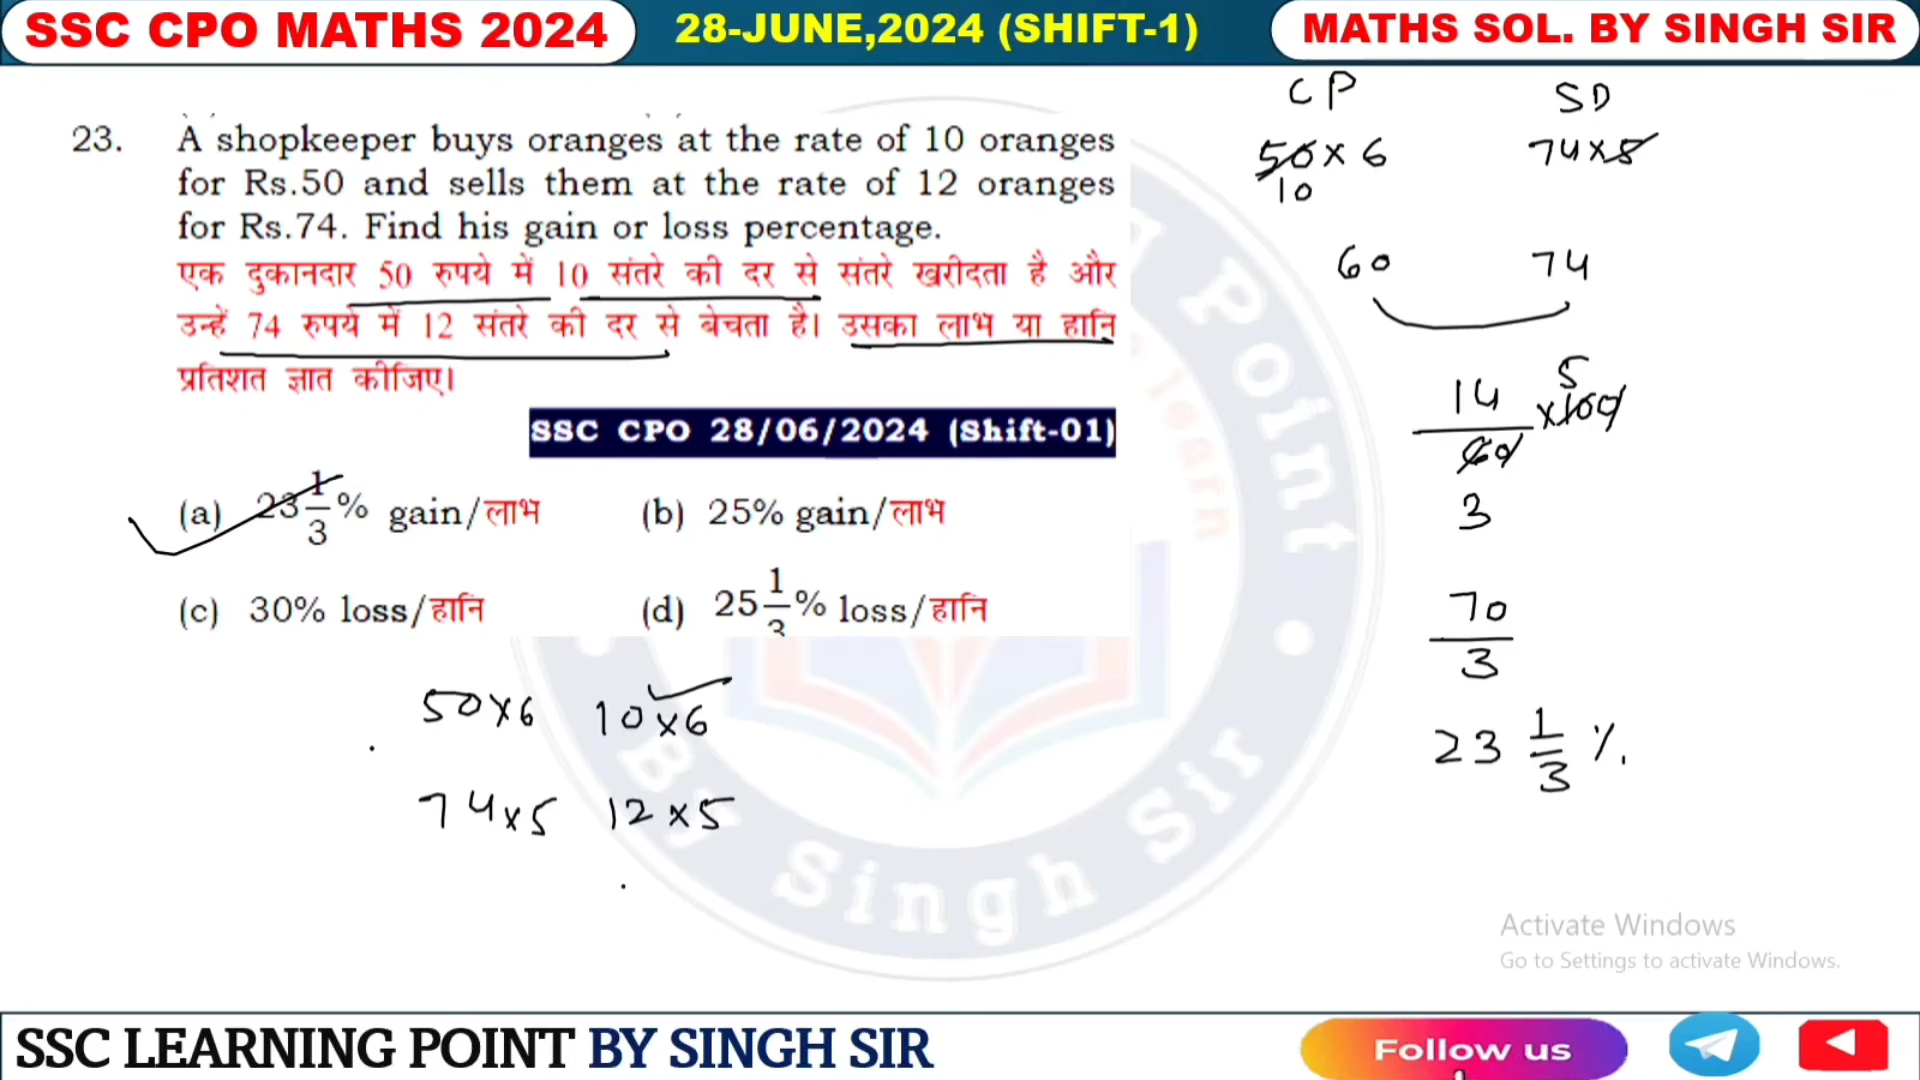 SSC CPO MATHS 2024
28-JUNE,2024 (SHIFT-1)
MATHS SOL. BY SINGH SIR
23. A shopkeeper buys oranges at the rate of 10 oranges
for Rs.50 and sells them at the rate of 12 oranges
for Rs.74. Find his gain or loss percentage.
एक दुकानदार 50 रुपये में 10 संतरे की दर से संतरे खरीदता है और
उन्हें 74 रुपये में 12 संतरे की दर से बेचता है। उसका लाभ या हानि
प्रतिशत ज्ञात कीजिए।
SSC CPO 28/06/2024 (Shift-01)
(a) 23 1/3% gain/लाभ (b) 25% gain/लाभ
(c) 30% loss/हानि (d) 25 1/3% loss/हानि
50×6 10×6
74×5 12×5
CP SP
50×6 74×5
10
60 74
14/60 ×100
5
3
70/3
23 1/3 %
Point
learn
By Singh Sir
Activate Windows
Go to Settings to activate Windows.
SSC LEARNING POINT BY SINGH SIR
Follow us